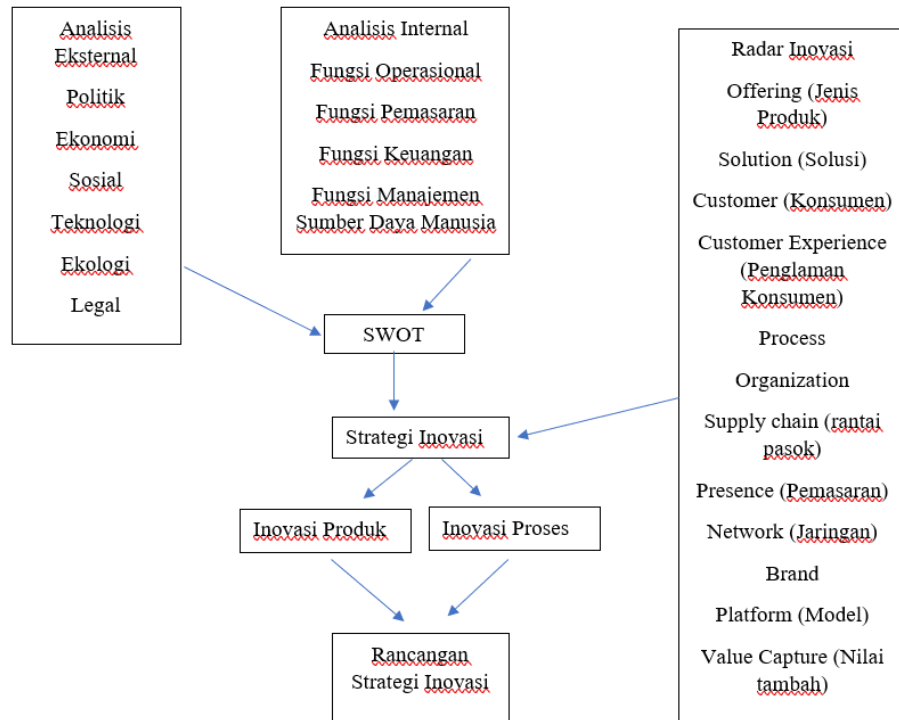 Analisis
Eksternal
Politik
Ekonomi
Sosial
Teknologi
Ekologi
Legal
Analisis Internal
Fungsi Operasional
Fungsi Pemasaran
Fungsi Keuangan
Fungsi Manajemen
Sumber Daya Manusia
Radar Inovasi
Offering (Jenis
Produk)
Solution (Solusi)
Customer (Konsumen)
Customer Experience
(Penglaman
Konsumen)
Process
Organization
Supply chain (rantai
pasok)
Presence (Pemasaran)
Network (Jaringan)
Brand
Platform (Model)
Value Capture (Nilai
tambah)
SWOT
Strategi Inovasi
Inovasi Produk
Inovasi Proses
Rancangan
Strategi Inovasi